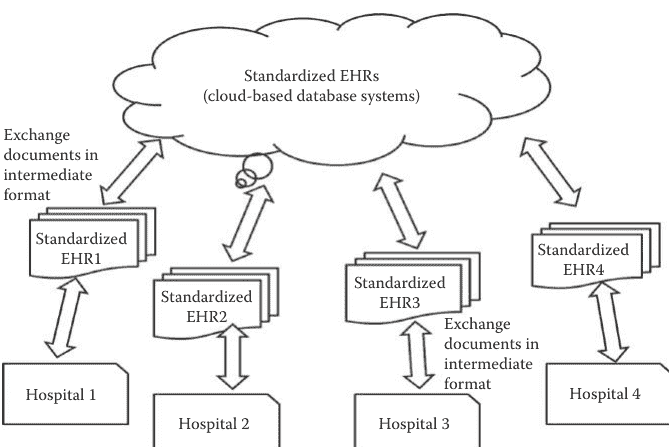 Standardized EHRs
(cloud-based database systems)
Exchange
documents in
intermediate
format
Standardized
EHR1
Standardized
EHR2
Standardized
EHR3
Standardized
EHR4
Exchange
documents in
intermediate
format
Hospital 1
Hospital 2
Hospital 3
Hospital 4